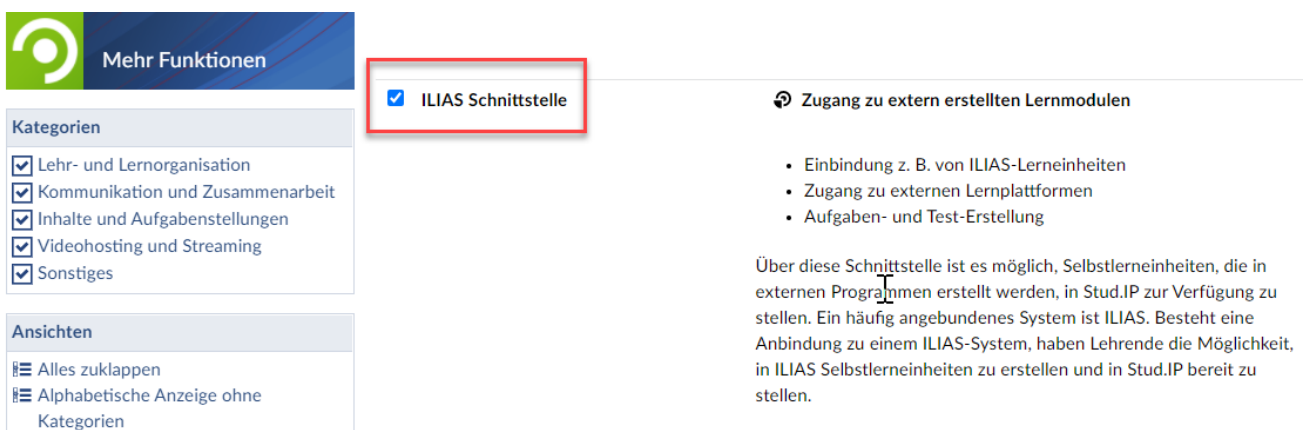 Mehr Funktionen
Kategorien
Lehr- und Lernorganisation
Kommunikation und Zusammenarbeit
Inhalte und Aufgabenstellungen
Videohosting und Streaming
Sonstiges
Ansichten
Alles zuklappen
Alphabetische Anzeige ohne
Kategorien
ILIAS Schnittstelle
Zugang zu extern erstellten Lernmodulen
• Einbindung z. B. von ILIAS-Lerneinheiten
• Zugang zu externen Lernplattformen
• Aufgaben- und Test-Erstellung
Über diese Schnittstelle ist es möglich, Selbstlerneinheiten, die in
externen Programmen erstellt werden, in Stud.IP zur Verfügung zu
stellen. Ein häufig angebundenes System ist ILIAS. Besteht eine
Anbindung zu einem ILIAS-System, haben Lehrende die Möglichkeit,
in ILIAS Selbstlerneinheiten zu erstellen und in Stud.IP bereit zu
stellen.